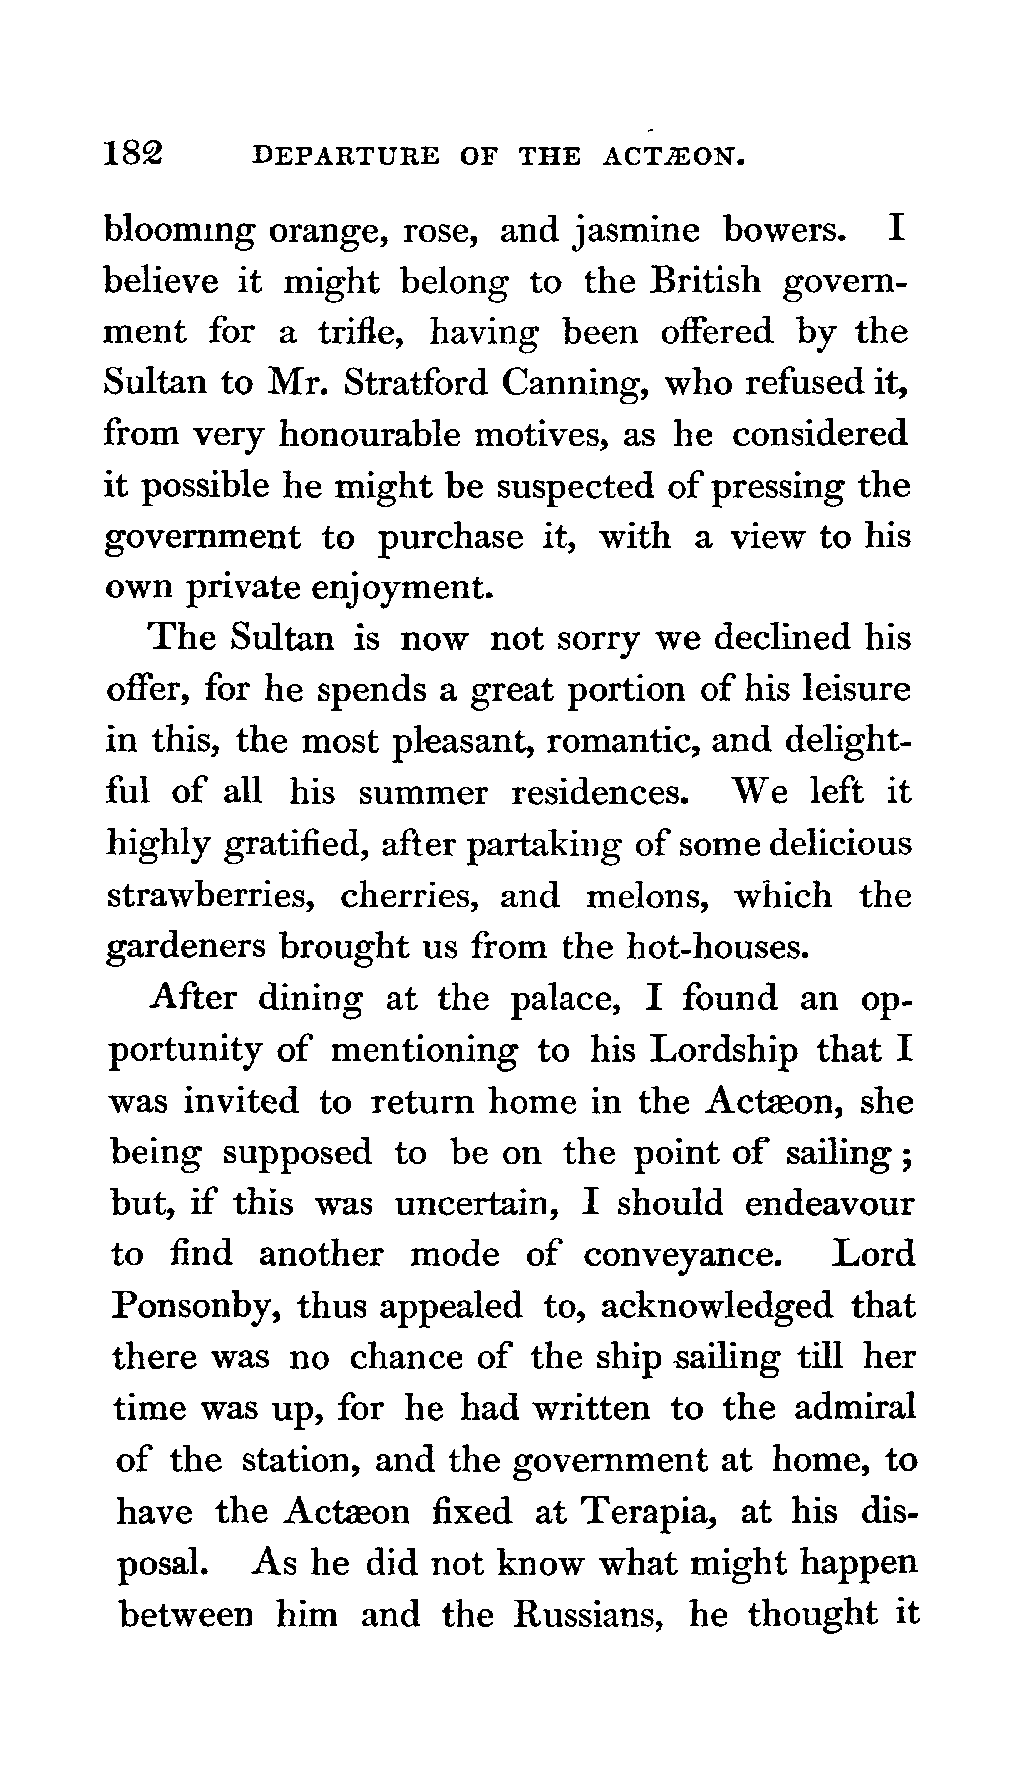 182 DEPARTURE OF THE ACTÆON.
blooming orange, rose, and jasmine bowers. I
believe it might belong to the British govern-
ment for a trifle, having been offered by the
Sultan to Mr. Stratford Canning, who refused it,
from very honourable motives, as he considered
it possible he might be suspected of pressing the
government to purchase it, with a view to his
own private enjoyment.
The Sultan is now not sorry we declined his
offer, for he spends a great portion of his leisure
in this, the most pleasant, romantic, and delight-
ful of all his summer residences. We left it
highly gratified, after partaking of some delicious
strawberries, cherries, and melons, which the
gardeners brought us from the hot-houses.
After dining at the palace, I found an op-
portunity of mentioning to his Lordship that I
was invited to return home in the Actæon, she
being supposed to be on the point of sailing;
but, if this was uncertain, I should endeavour
to find another mode of conveyance. Lord
Ponsonby, thus appealed to, acknowledged that
there was no chance of the ship sailing till her
time was up, for he had written to the admiral
of the station, and the government at home, to
have the Actæon fixed at Terapia, at his dis-
posal. As he did not know what might happen
between him and the Russians, he thought it